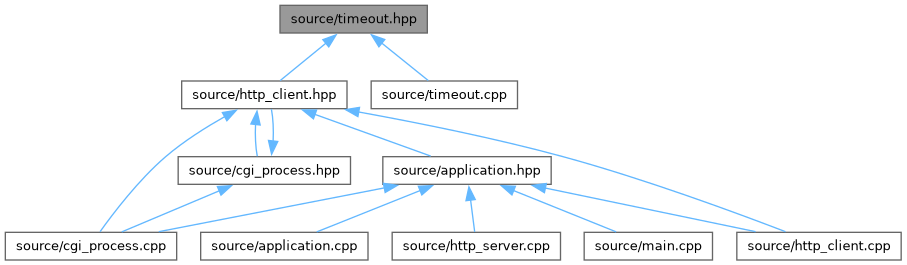 source/timeout.hpp
source/http_client.hpp
source/timeout.cpp
source/cgi_process.hpp
source/application.hpp
source/cgi_process.cpp
source/application.cpp
source/http_server.cpp
source/main.cpp
source/http_client.cpp